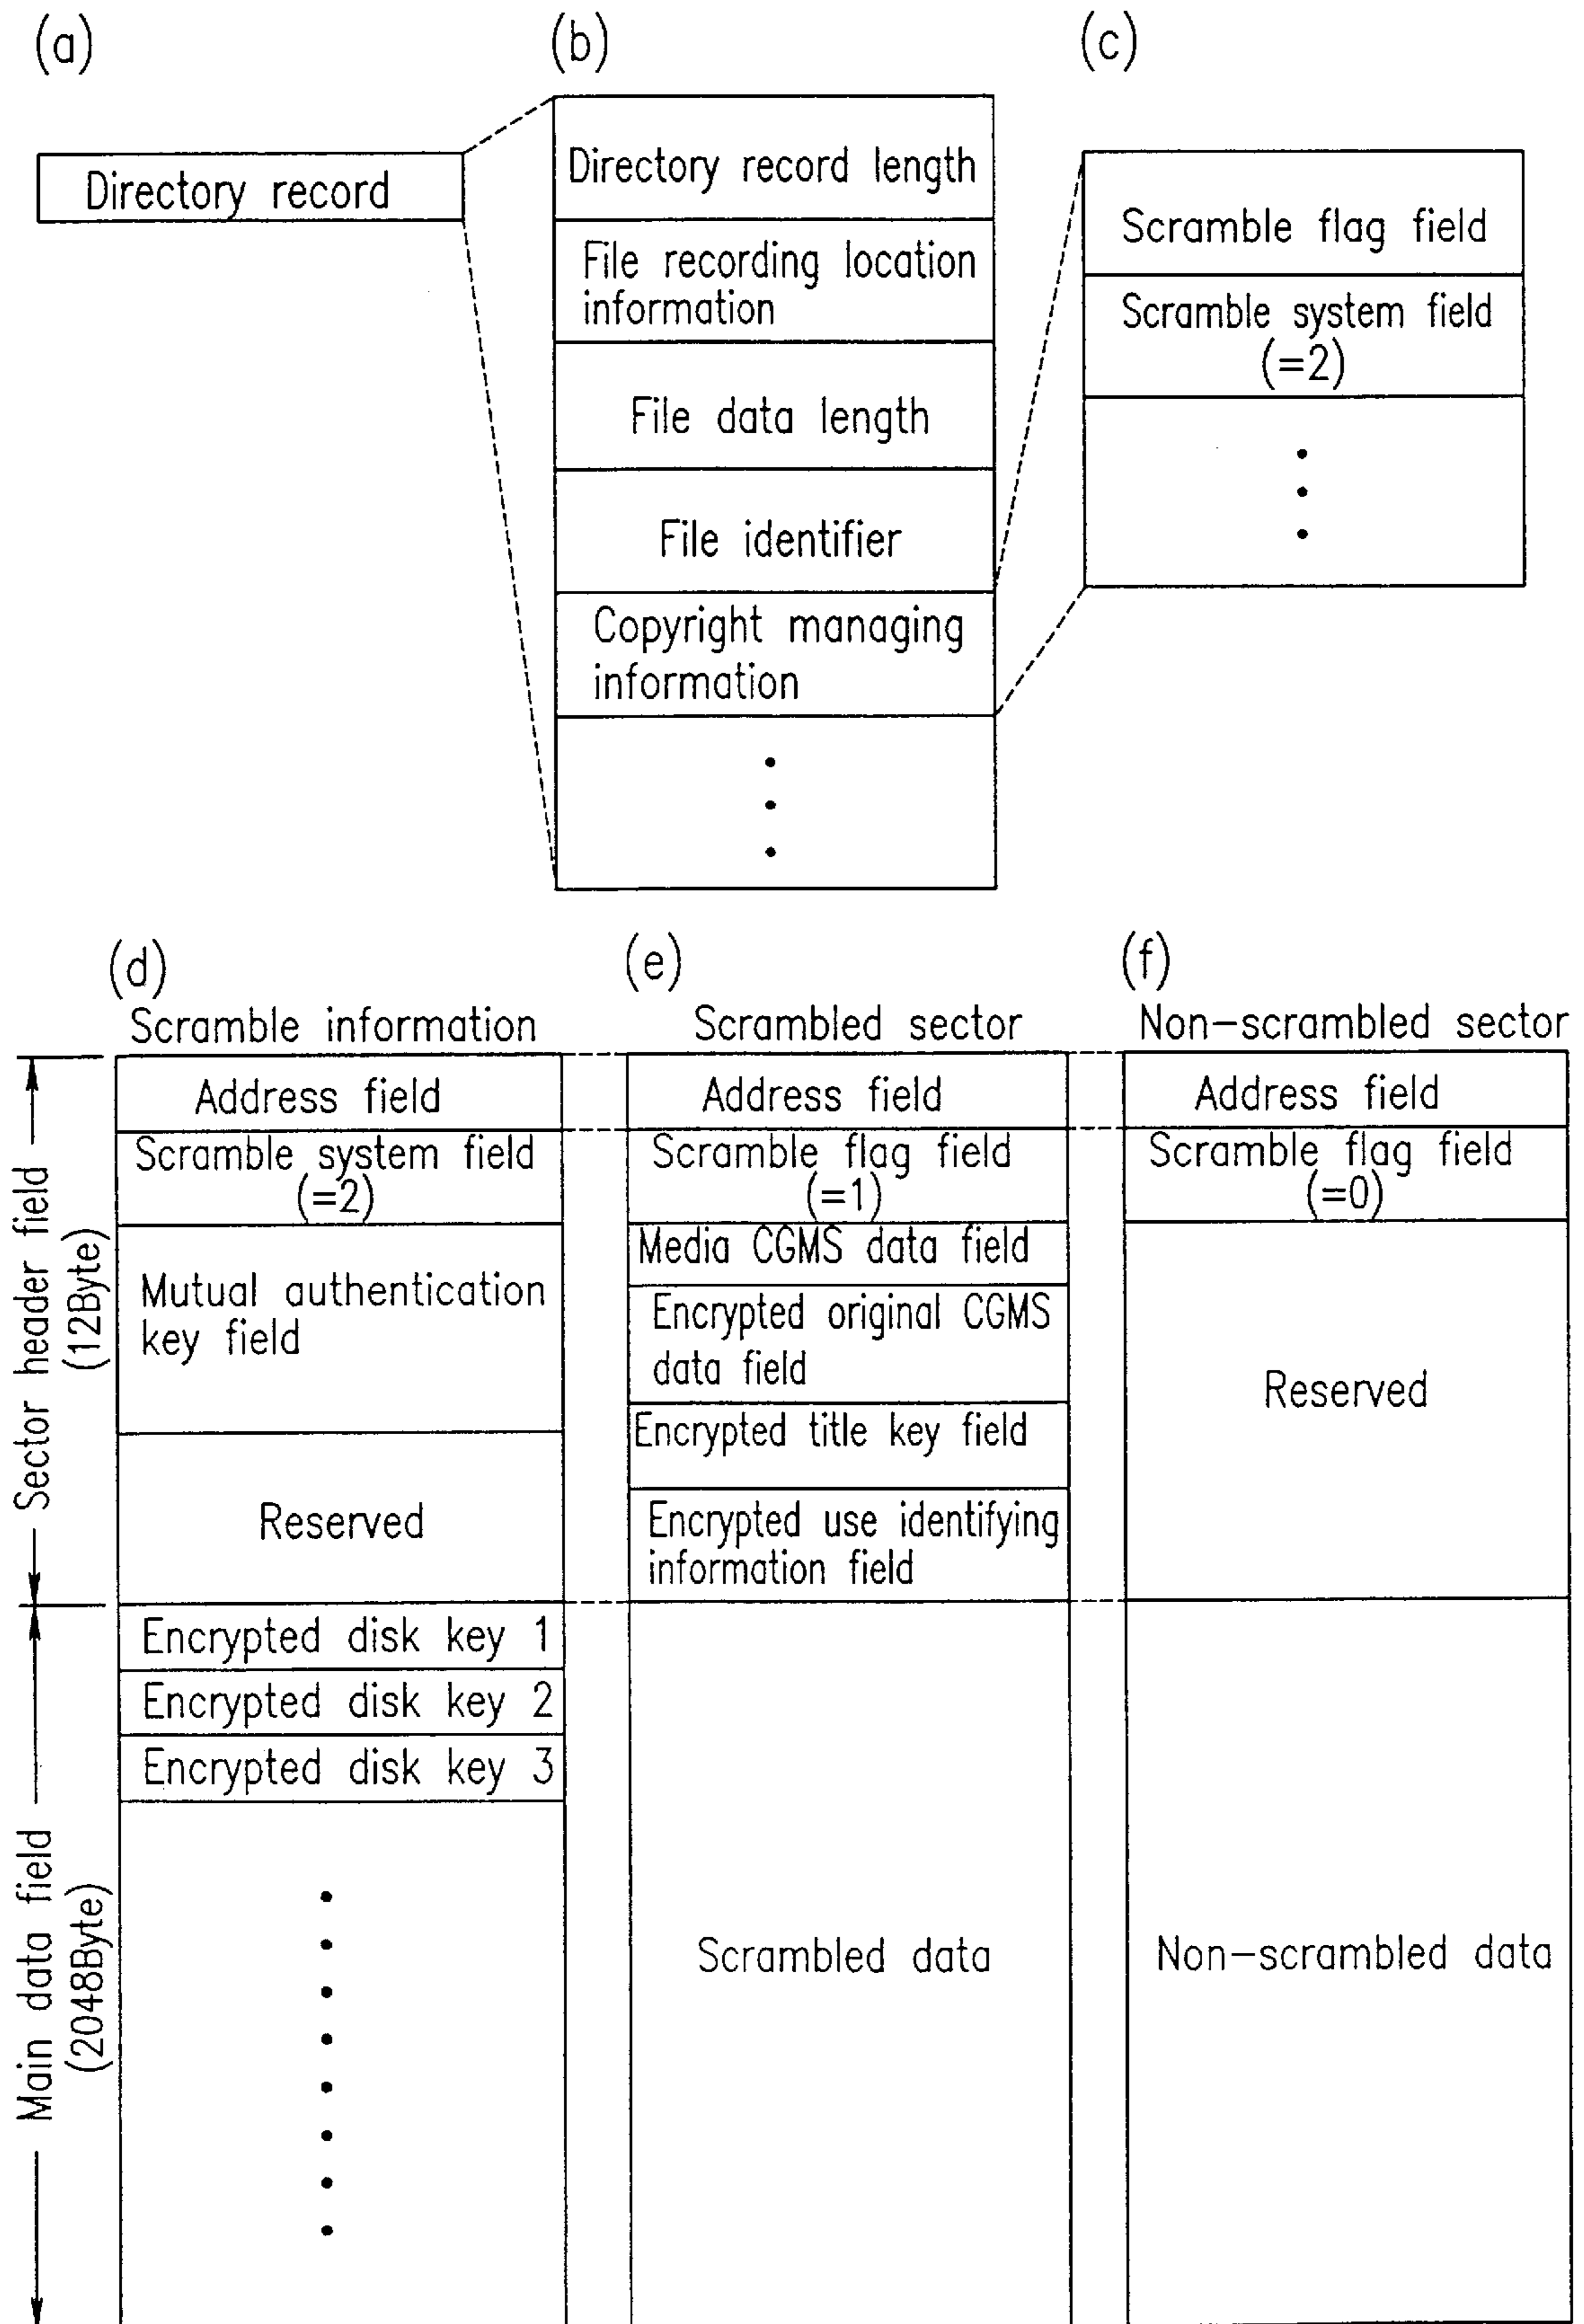 (a)
Directory record
(b)
Directory record length
File recording location
information
File data length
File identifier
Copyright managing
information
(c)
Scramble flag field
Scramble system field
(=2)
Sector header field
(12Byte)
Main data field
(2048Byte)
(d)
Scramble information
Address field
Scramble system field
(=2)
Mutual authentication
key field
Reserved
Encrypted disk key 1
Encrypted disk key 2
Encrypted disk key 3
(e)
Scrambled sector
Address field
Scramble flag field
(=1)
Media CGMS data field
Encrypted original CGMS
data field
Encrypted title key field
Encrypted use identifying
information field
Scrambled data
(f)
Non-scrambled sector
Address field
Scramble flag field
(=0)
Reserved
Non-scrambled data